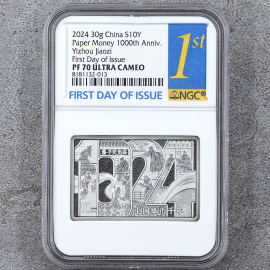 2024 30g China S10Y
Paper Money 1000th Anniv.
Yizhou Jiaozi
First Day of Issue
PF 70 ULTRA CAMEO
8181132-013
1st
FIRST DAY OF ISSUE
NGC
1024